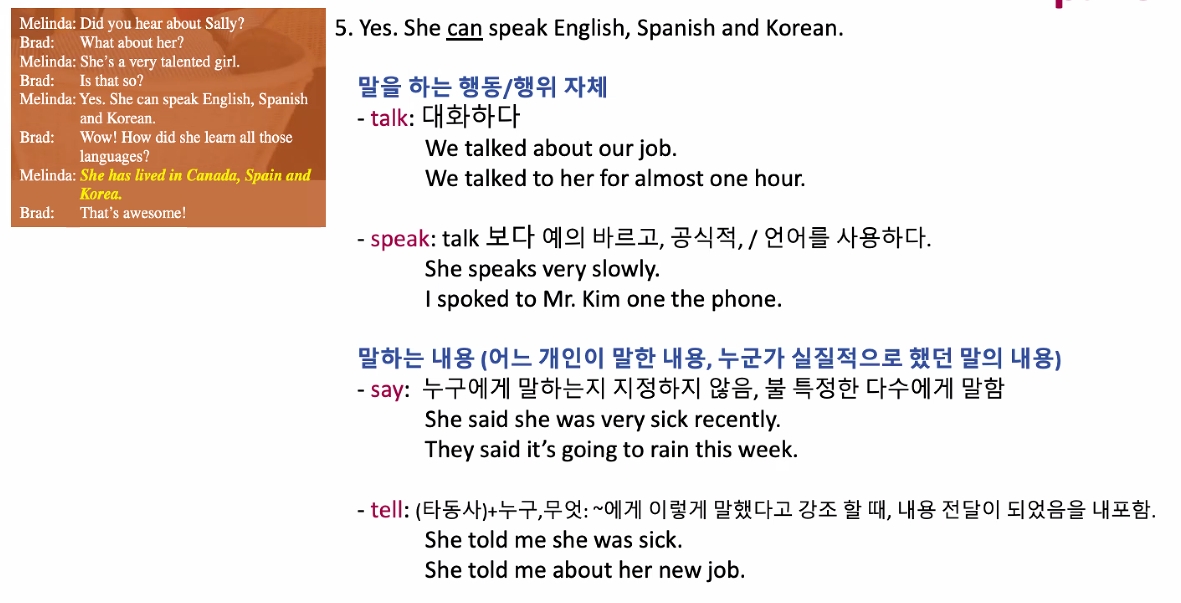 Melinda: Did you hear about Sally?
Brad: What about her?
Melinda: She's a very talented girl.
Brad: Is that so?
Melinda: Yes. She can speak English, Spanish
and Korean.
Brad: Wow! How did she learn all those
languages?
Melinda: She has lived in Canada, Spain and
Korea.
Brad: That's awesome!
5. Yes. She can speak English, Spanish and Korean.
말을 하는 행동/행위 자체
- talk: 대화하다
We talked about our job.
We talked to her for almost one hour.
- speak: talk 보다 예의 바르고, 공식적, / 언어를 사용하다.
She speaks very slowly.
I spoked to Mr. Kim one the phone.
말하는 내용 (어느 개인이 말한 내용, 누군가 실질적으로 했던 말의 내용)
- say: 누구에게 말하는지 지정하지 않음, 불 특정한 다수에게 말함
She said she was very sick recently.
They said it's going to rain this week.
- tell: (타동사)+누구,무엇: ~에게 이렇게 말했다고 강조 할 때, 내용 전달이 되었음을 내포함.
She told me she was sick.
She told me about her new job.